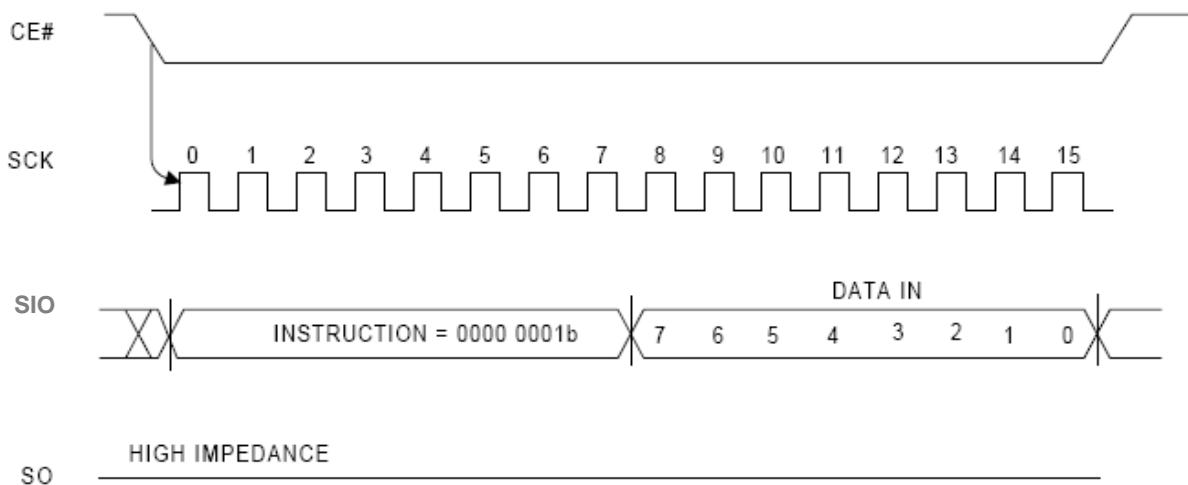 CE#
SCK
0 1 2 3 4 5 6 7 8 9 10 11 12 13 14 15
SIO
DATA IN
INSTRUCTION = 0000 0001b
7 6 5 4 3 2 1 0
HIGH IMPEDANCE
SO